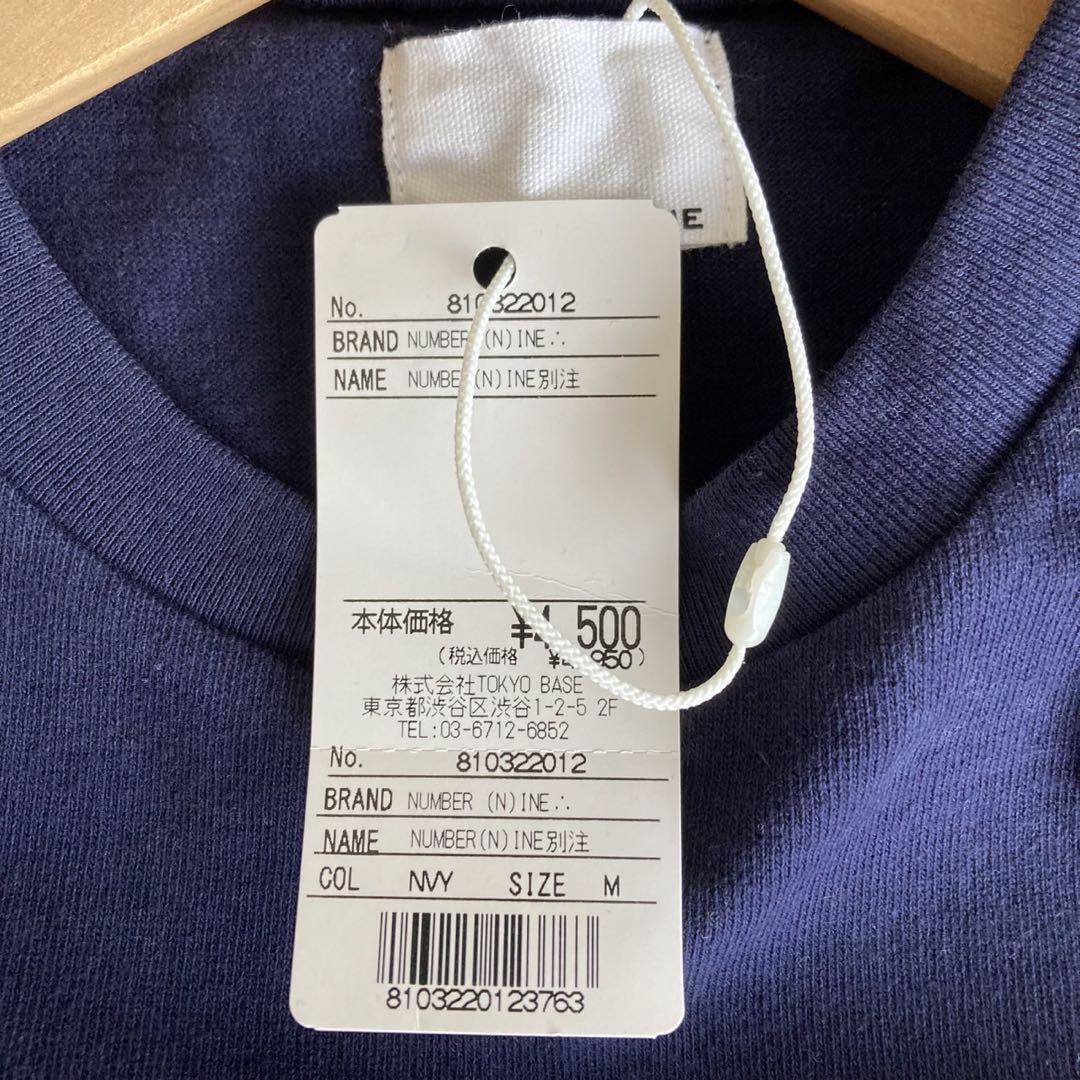 NE
No. 810322012
BRAND NUMBER (N)INE∴
NAME NUMBER(N)INE別注
本体価格 ¥4,500
(税込価格 ¥4,950)
株式会社TOKYO BASE
東京都渋谷区渋谷1-2-5 2F
TEL:03-6712-6852
No. 810322012
BRAND NUMBER (N)INE∴
NAME NUMBER(N)INE別注
COL NVY SIZE M
8103220123763